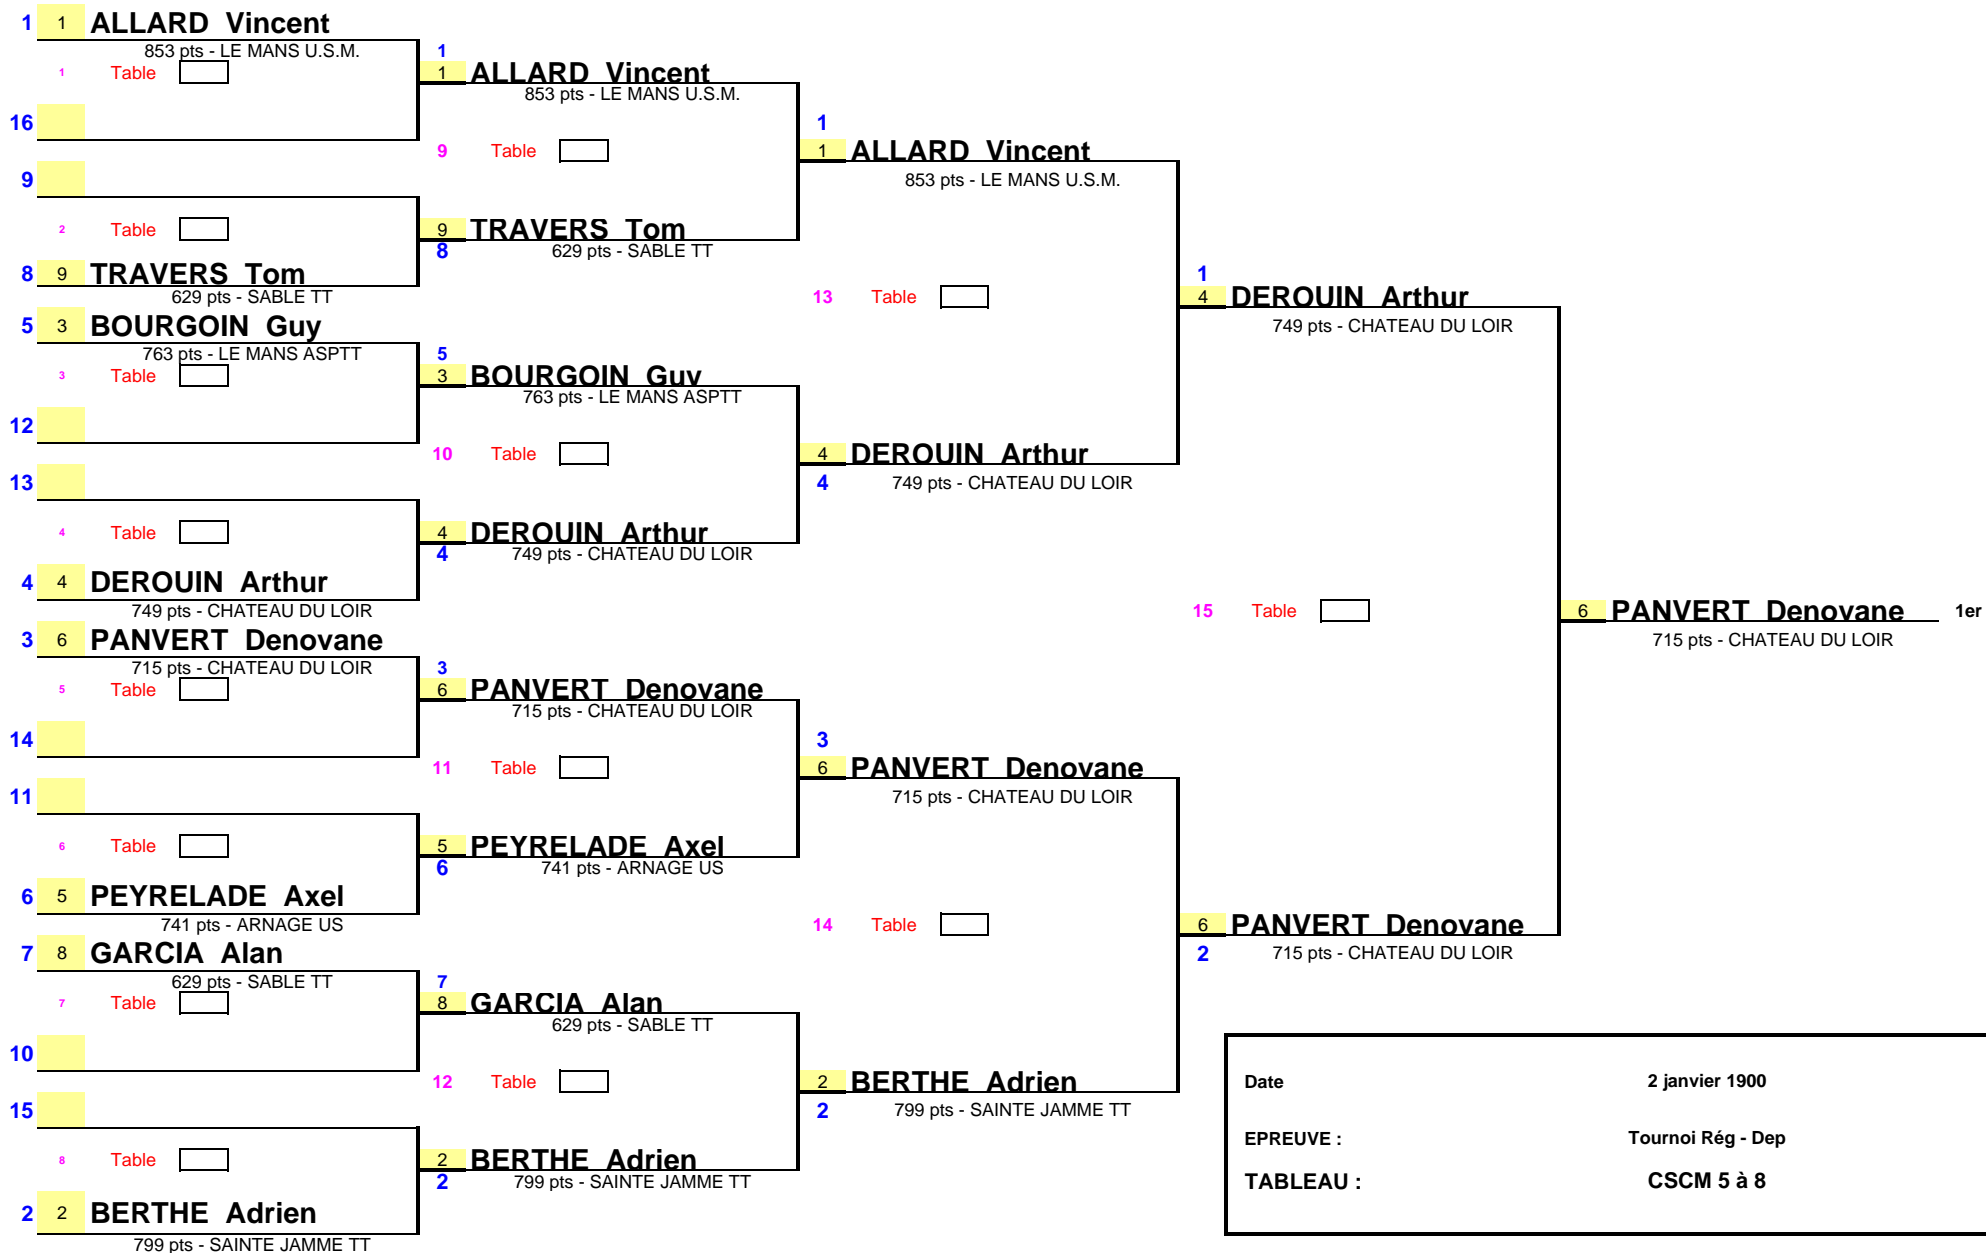 1 1 ALLARD Vincent
853 pts - LE MANS U.S.M.
1 Table
16
9
2 Table
8 9 TRAVERS Tom
629 pts - SABLE TT
5 3 BOURGOIN Guy
763 pts - LE MANS ASPTT
3 Table
12
13
4 Table
4 4 DEROUIN Arthur
749 pts - CHATEAU DU LOIR
3 6 PANVERT Denovane
715 pts - CHATEAU DU LOIR
5 Table
14
11
6 Table
6 5 PEYRELADE Axel
741 pts - ARNAGE US
7 8 GARCIA Alan
629 pts - SABLE TT
7 Table
10
15
8 Table
2 2 BERTHE Adrien
799 pts - SAINTE JAMME TT
1
1 ALLARD Vincent
853 pts - LE MANS U.S.M.
9 Table
9 TRAVERS Tom
8 629 pts - SABLE TT
5
3 BOURGOIN Guy
763 pts - LE MANS ASPTT
10 Table
4 DEROUIN Arthur
4 749 pts - CHATEAU DU LOIR
3
6 PANVERT Denovane
715 pts - CHATEAU DU LOIR
11 Table
5 PEYRELADE Axel
6 741 pts - ARNAGE US
7
8 GARCIA Alan
629 pts - SABLE TT
12 Table
2 BERTHE Adrien
2 799 pts - SAINTE JAMME TT
1
1 ALLARD Vincent
853 pts - LE MANS U.S.M.
13 Table
4 DEROUIN Arthur
4 749 pts - CHATEAU DU LOIR
3
6 PANVERT Denovane
715 pts - CHATEAU DU LOIR
14 Table
2 BERTHE Adrien
2 799 pts - SAINTE JAMME TT
1
4 DEROUIN Arthur
749 pts - CHATEAU DU LOIR
15 Table
6 PANVERT Denovane
2 715 pts - CHATEAU DU LOIR
6 PANVERT Denovane 1er
715 pts - CHATEAU DU LOIR
Date 2 janvier 1900
EPREUVE : Tournoi Rég - Dep
TABLEAU : CSCM 5 à 8